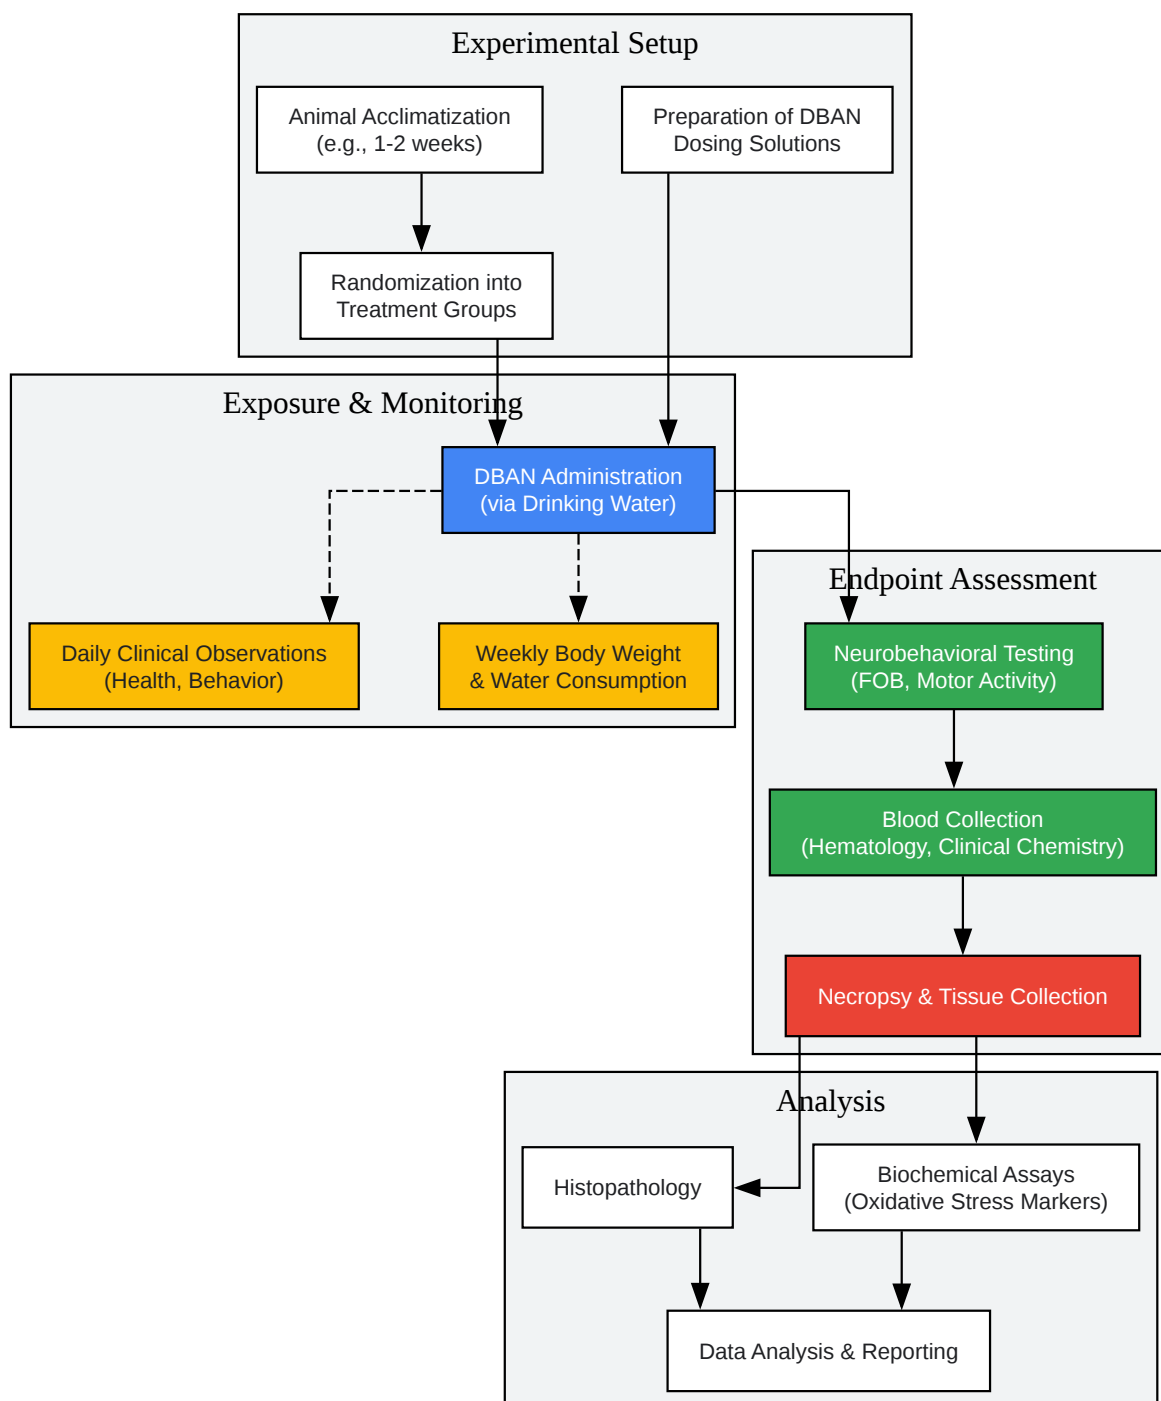 Experimental Setup
Animal Acclimatization
(e.g., 1-2 weeks)
Preparation of DBAN
Dosing Solutions
Randomization into
Treatment Groups
Exposure & Monitoring
DBAN Administration
(via Drinking Water)
Daily Clinical Observations
(Health, Behavior)
Weekly Body Weight
& Water Consumption
Endpoint Assessment
Neurobehavioral Testing
(FOB, Motor Activity)
Blood Collection
(Hematology, Clinical Chemistry)
Necropsy & Tissue Collection
Analysis
Histopathology
Biochemical Assays
(Oxidative Stress Markers)
Data Analysis & Reporting